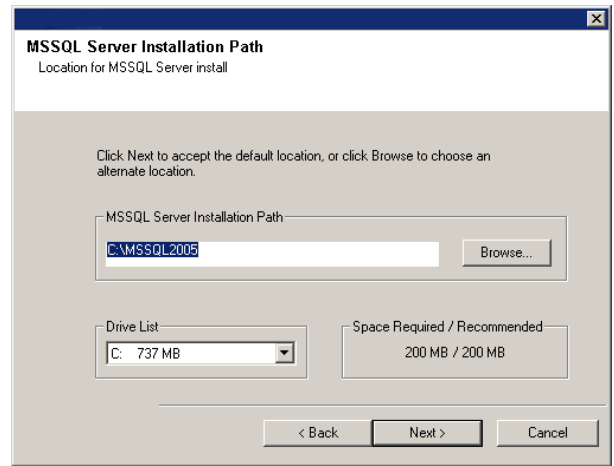 MSSQL Server Installation Path
Location for MSSQL Server install
Click Next to accept the default location, or click Browse to choose an
alternate location.
MSSQL Server Installation Path
C:\MSSQL2005
Browse...
Drive List
C: 737 MB
Space Required / Recommended
200 MB / 200 MB
< Back
Next >
Cancel